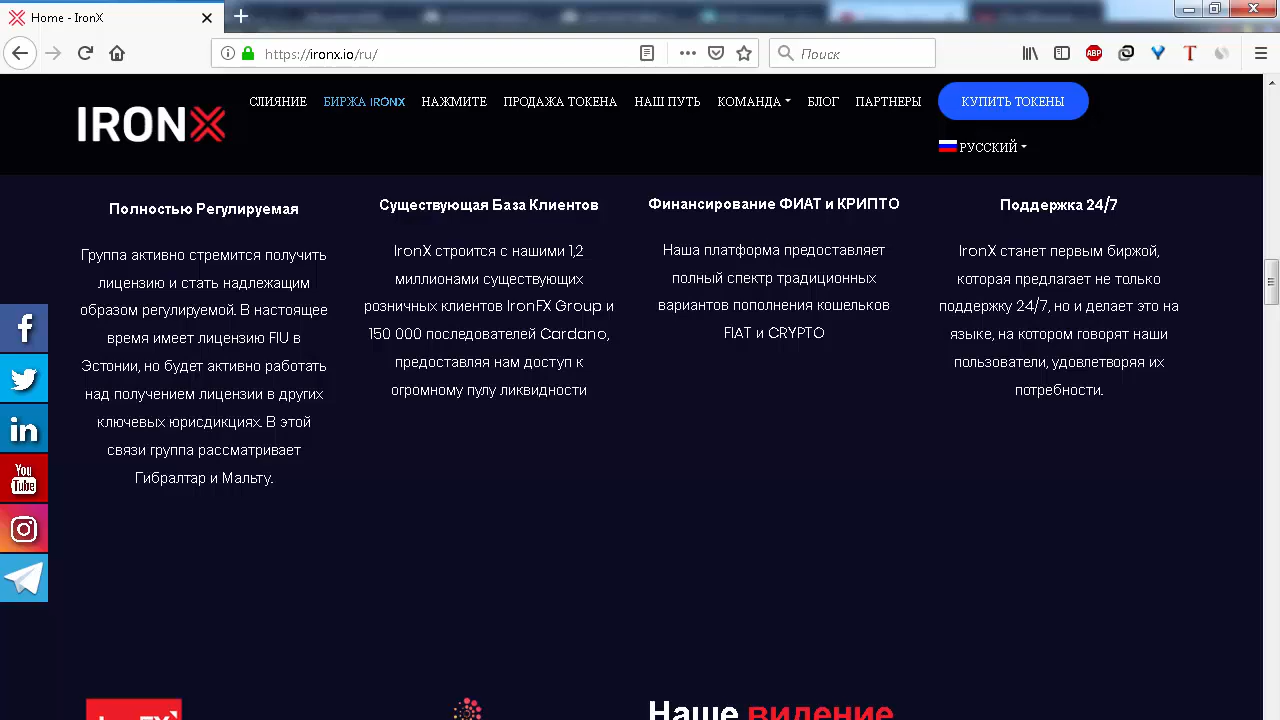 Home - IronX
https://ironx.io/ru/
Поиск
ABP
T
IRONX
СЛИЯНИЕ
БИРЖА IRONX
НАЖМИТЕ
ПРОДАЖА ТОКЕНА
НАШ ПУТЬ
КОМАНДА
БЛОГ
ПАРТНЕРЫ
КУПИТЬ ТОКЕНЫ
РУССКИЙ
Полностью Регулируемая
Группа активно стремится получить
лицензию и стать надлежащим
образом регулируемой. В настоящее
время имеет лицензию FIU в
Эстонии, но будет активно работать
над получением лицензии в других
ключевых юрисдикциях. В этой
связи группа рассматривает
Гибралтар и Мальту.
Существующая База Клиентов
IronX строится с нашими 1,2
миллионами существующих
розничных клиентов IronFX Group и
150 000 последователей Cardano,
предоставляя нам доступ к
огромному пулу ликвидности
Финансирование ФИАТ и КРИПТО
Наша платформа предоставляет
полный спектр традиционных
вариантов пополнения кошельков
FIAT и CRYPTO
Поддержка 24/7
IronX станет первым биржой,
которая предлагает не только
поддержку 24/7, но и делает это на
языке, на котором говорят наши
пользователи, удовлетворяя их
потребности.
You
Tube
IronFX
Наше видение